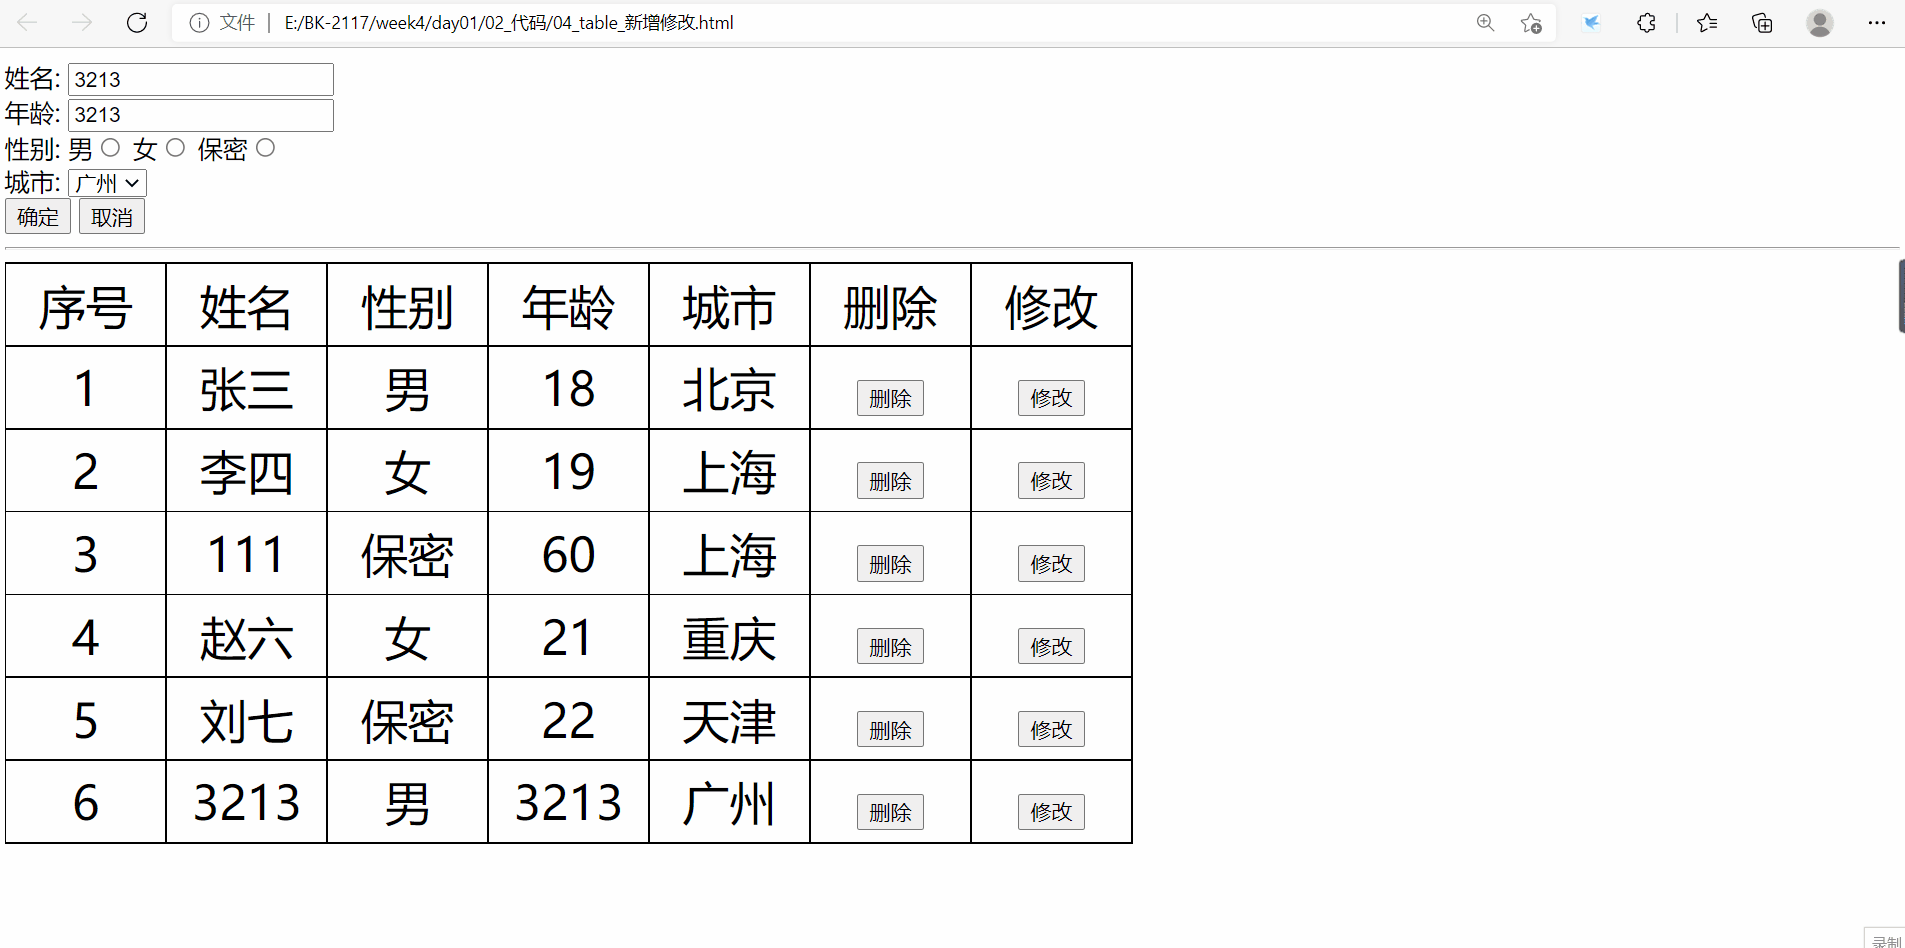 文件 | E:/BK-2117/week4/day01/02_代码/04_table_新增修改.html
姓名: 3213
年龄: 3213
性别: 男 女 保密
城市: 广州
确定 取消
序号 姓名 性别 年龄 城市 删除 修改
1 张三 男 18 北京 删除 修改
2 李四 女 19 上海 删除 修改
3 111 保密 60 上海 删除 修改
4 赵六 女 21 重庆 删除 修改
5 刘七 保密 22 天津 删除 修改
6 3213 男 3213 广州 删除 修改
录制